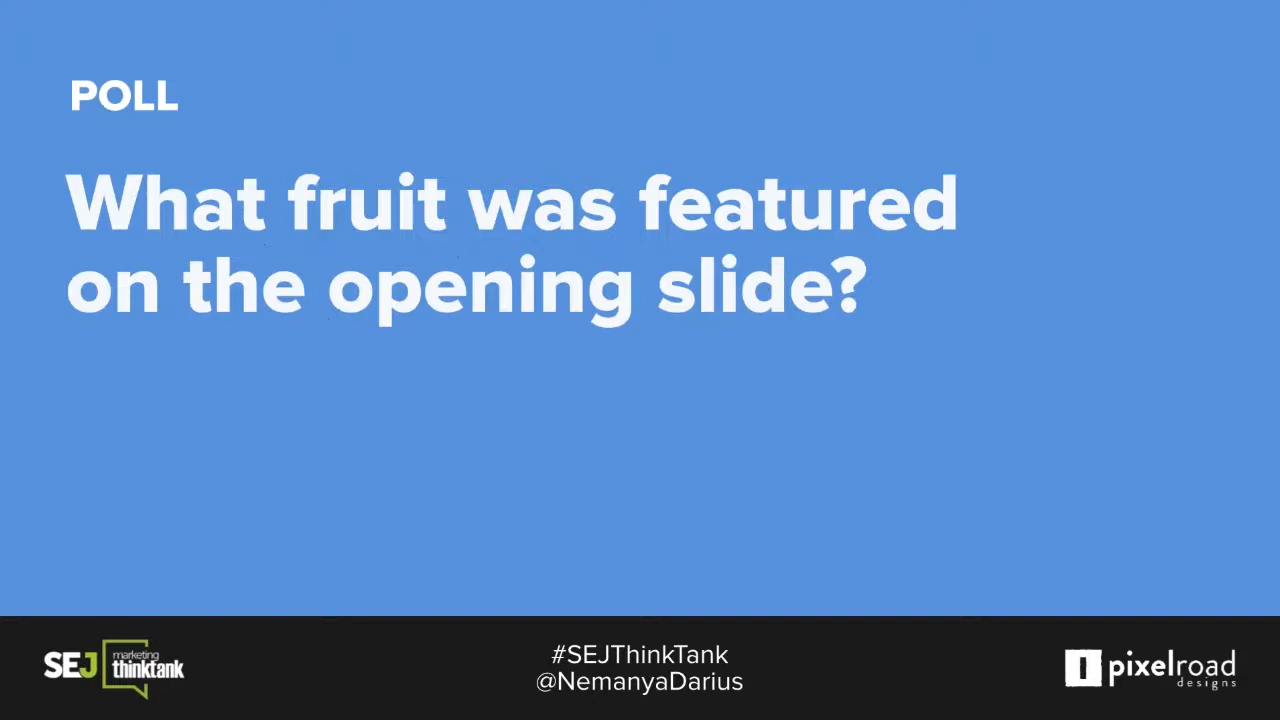 POLL
What fruit was featured
on the opening slide?
SEJ marketing
thinktank
#SEJThinkTank
@NemanyaDarius
pixelroad
designs